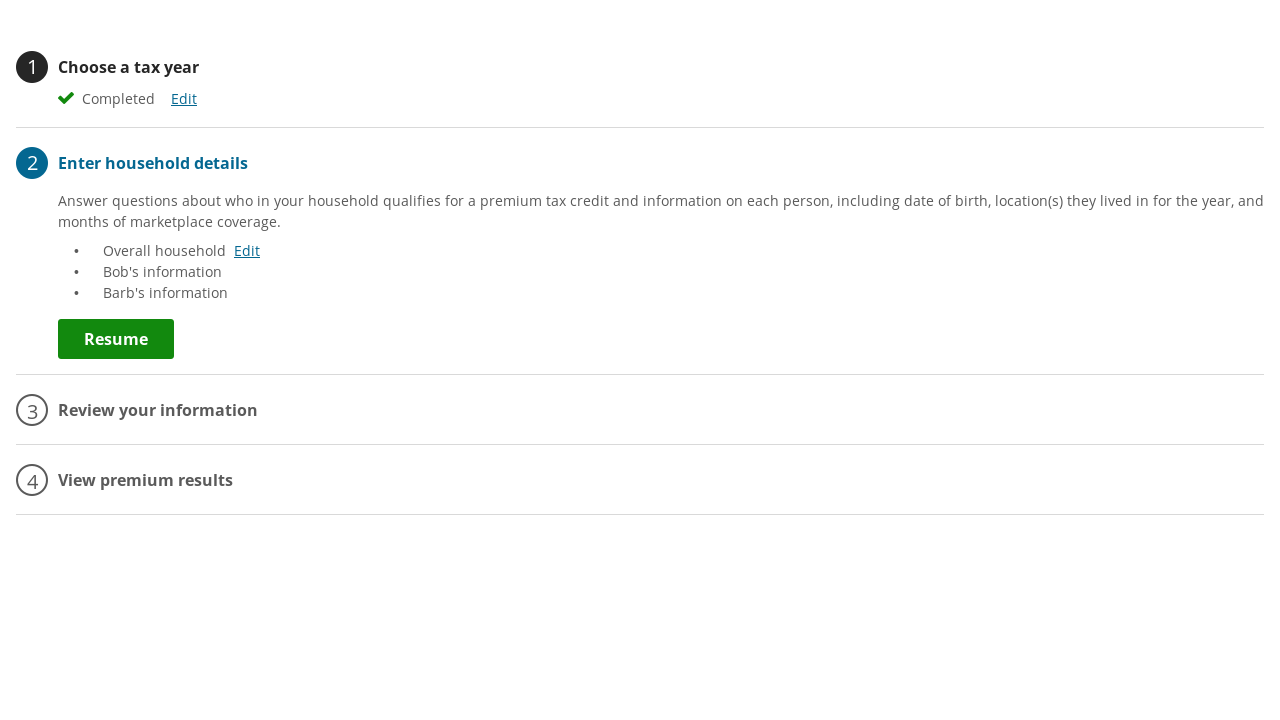 1 Choose a tax year
Completed Edit
2 Enter household details
Answer questions about who in your household qualifies for a premium tax credit and information on each person, including date of birth, location(s) they lived in for the year, and
months of marketplace coverage.
• Overall household Edit
• Bob's information
• Barb's information
Resume
3 Review your information
4 View premium results